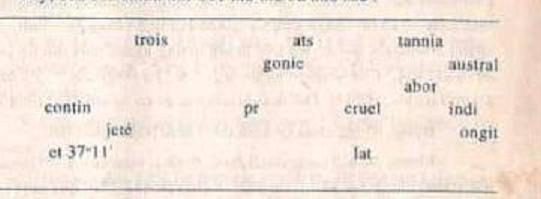 trois ats tannia
gonie austral
abor
contin pr cruel indi
jeté ongit
et 37°11′ lat